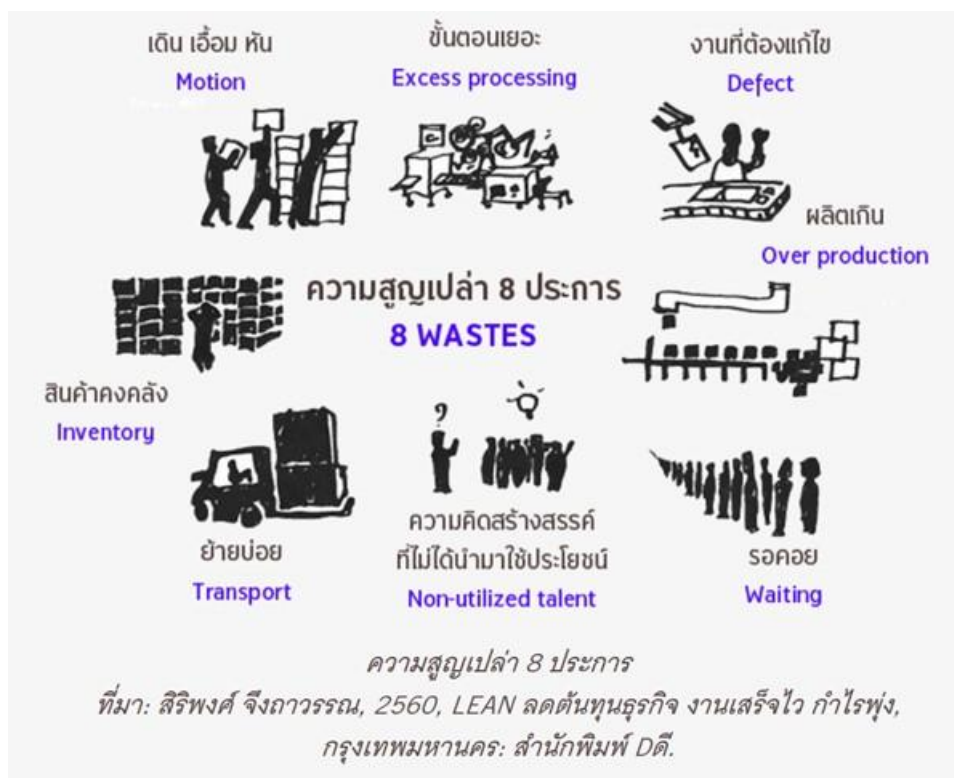 เดิน เอื้อม หัน
Motion
ขั้นตอนเยอะ
Excess processing
งานที่ต้องแก้ไข
Defect
ผลิตเกิน
Over production
ความสูญเปล่า 8 ประการ
8 WASTES
สินค้าคงคลัง
Inventory
ย้ายบ่อย
Transport
ความคิดสร้างสรรค์
ที่ไม่ได้นำมาใช้ประโยชน์
Non-utilized talent
รอคอย
Waiting
ความสูญเปล่า 8 ประการ
ที่มา: สิริพงศ์ จึงถาวรรณ, 2560, LEAN ลดต้นทุนธุรกิจ งานเสร็จไว กำไรพุ่ง,
กรุงเทพมหานคร: สำนักพิมพ์ Dดี.